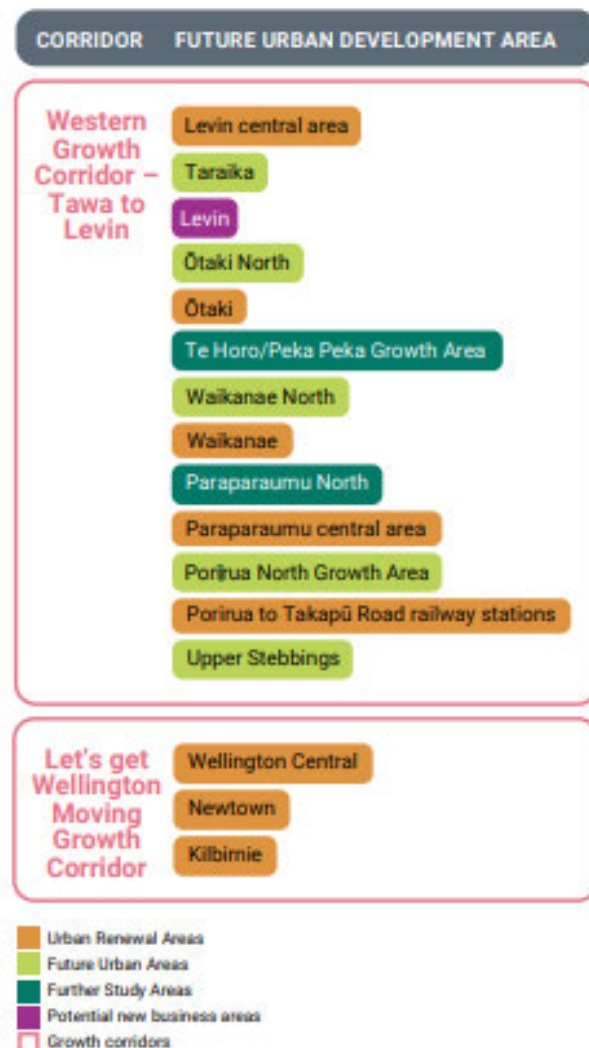 CORRIDOR FUTURE URBAN DEVELOPMENT AREA
Western
Growth
Corridor –
Tawa to
Levin
Levin central area
Taraika
Levin
Ōtaki North
Ōtaki
Te Horo/Peka Peka Growth Area
Waikanae North
Waikanae
Paraparaumu North
Paraparaumu central area
Porirua North Growth Area
Porirua to Takapū Road railway stations
Upper Stebbings
Let's get
Wellington
Moving
Growth
Corridor
Wellington Central
Newtown
Kilbirnie
Urban Renewal Areas
Future Urban Areas
Further Study Areas
Potential new business areas
Growth corridors